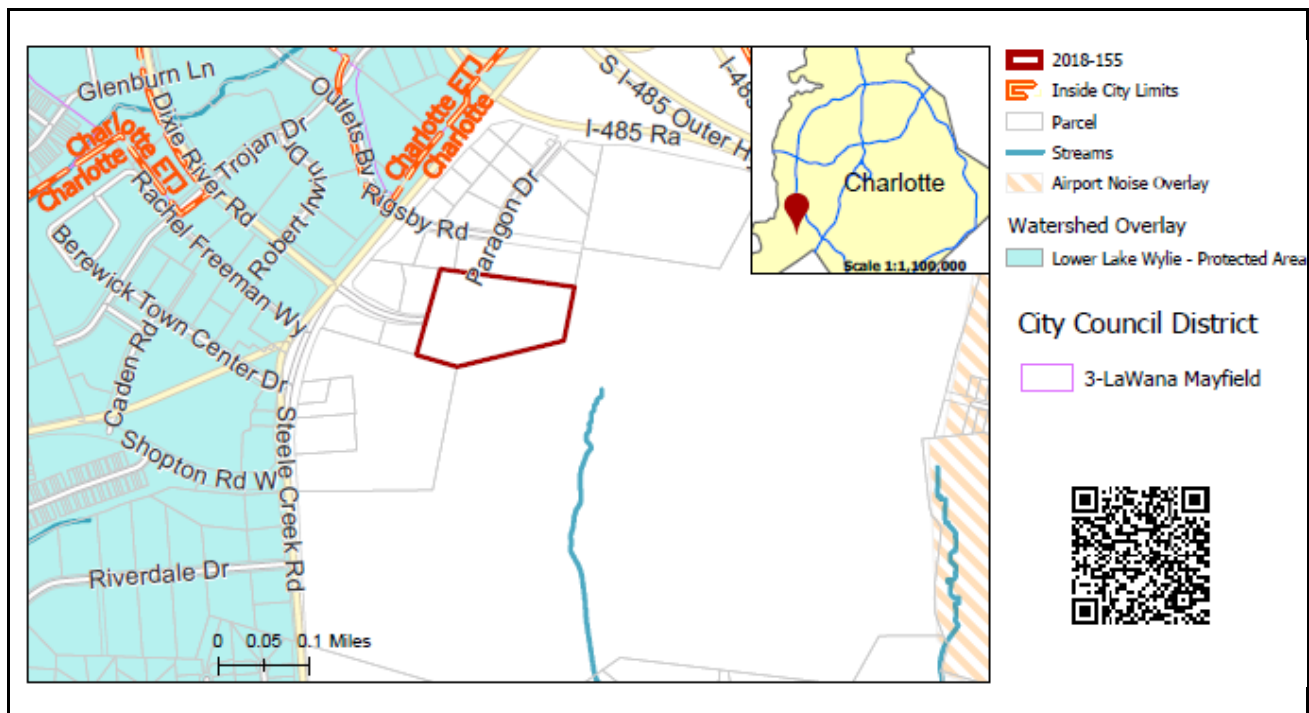 Glenburn Ln
Dixie River Rd
Trojan Dr
Outlets Bv
Charlotte ETJ
Charlotte
S I-485 Outer H
I-485
I-485 Ra
Charlotte ETJ
Charlotte
Rachel Freeman Wy
Robert Irwin Dr
Rigsby Rd
Paragon Dr
Berewick Town Center Dr
Caden Rd
Shopton Rd W
Steele Creek Rd
Riverdale Dr
0 0.05 0.1 Miles
Charlotte
Scale 1:1,100,000
2018-155
Inside City Limits
Parcel
Streams
Airport Noise Overlay
Watershed Overlay
Lower Lake Wylie - Protected Area
City Council District
3-LaWana Mayfield